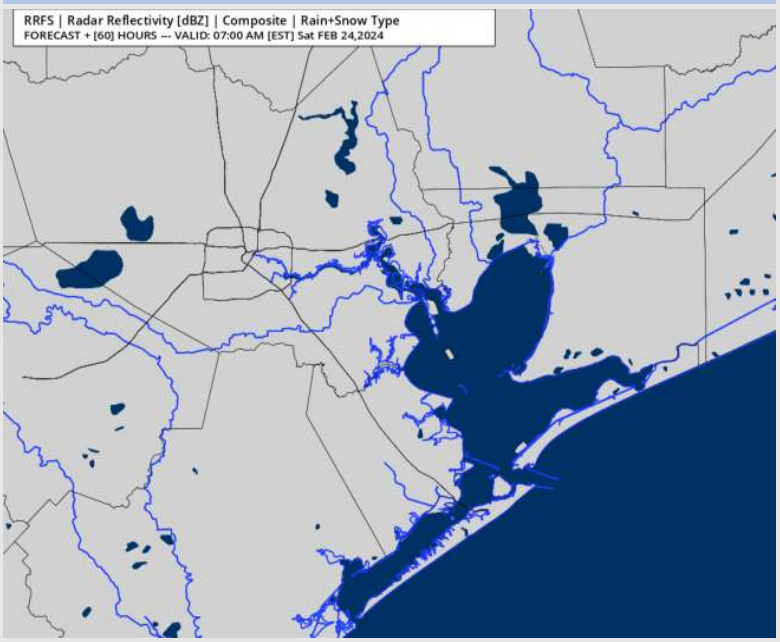 RRFS | Radar Reflectivity [dBZ] | Composite | Rain+Snow Type
FORECAST + [60] HOURS --- VALID: 07:00 AM [EST] Sat FEB 24,2024